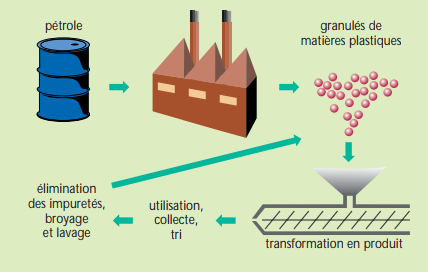 pétrole
granulés de
matières plastiques
élimination
des impuretés,
broyage
et lavage
utilisation,
collecte,
tri
transformation en produit